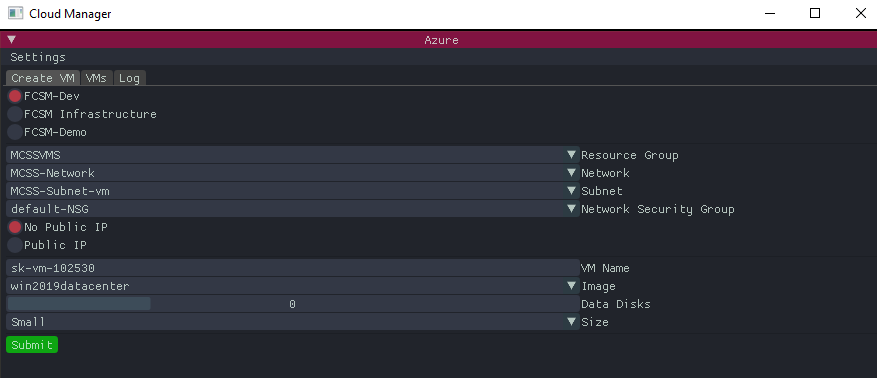 Cloud Manager
Azure
Settings
Create VM VMs Log
FCSM-Dev
FCSM Infrastructure
FCSM-Demo
MCSSVMS Resource Group
MCSS-Network Network
MCSS-Subnet-vm Subnet
default-NSG Network Security Group
No Public IP
Public IP
sk-vm-102530 VM Name
win2019datacenter Image
0 Data Disks
Small Size
Submit